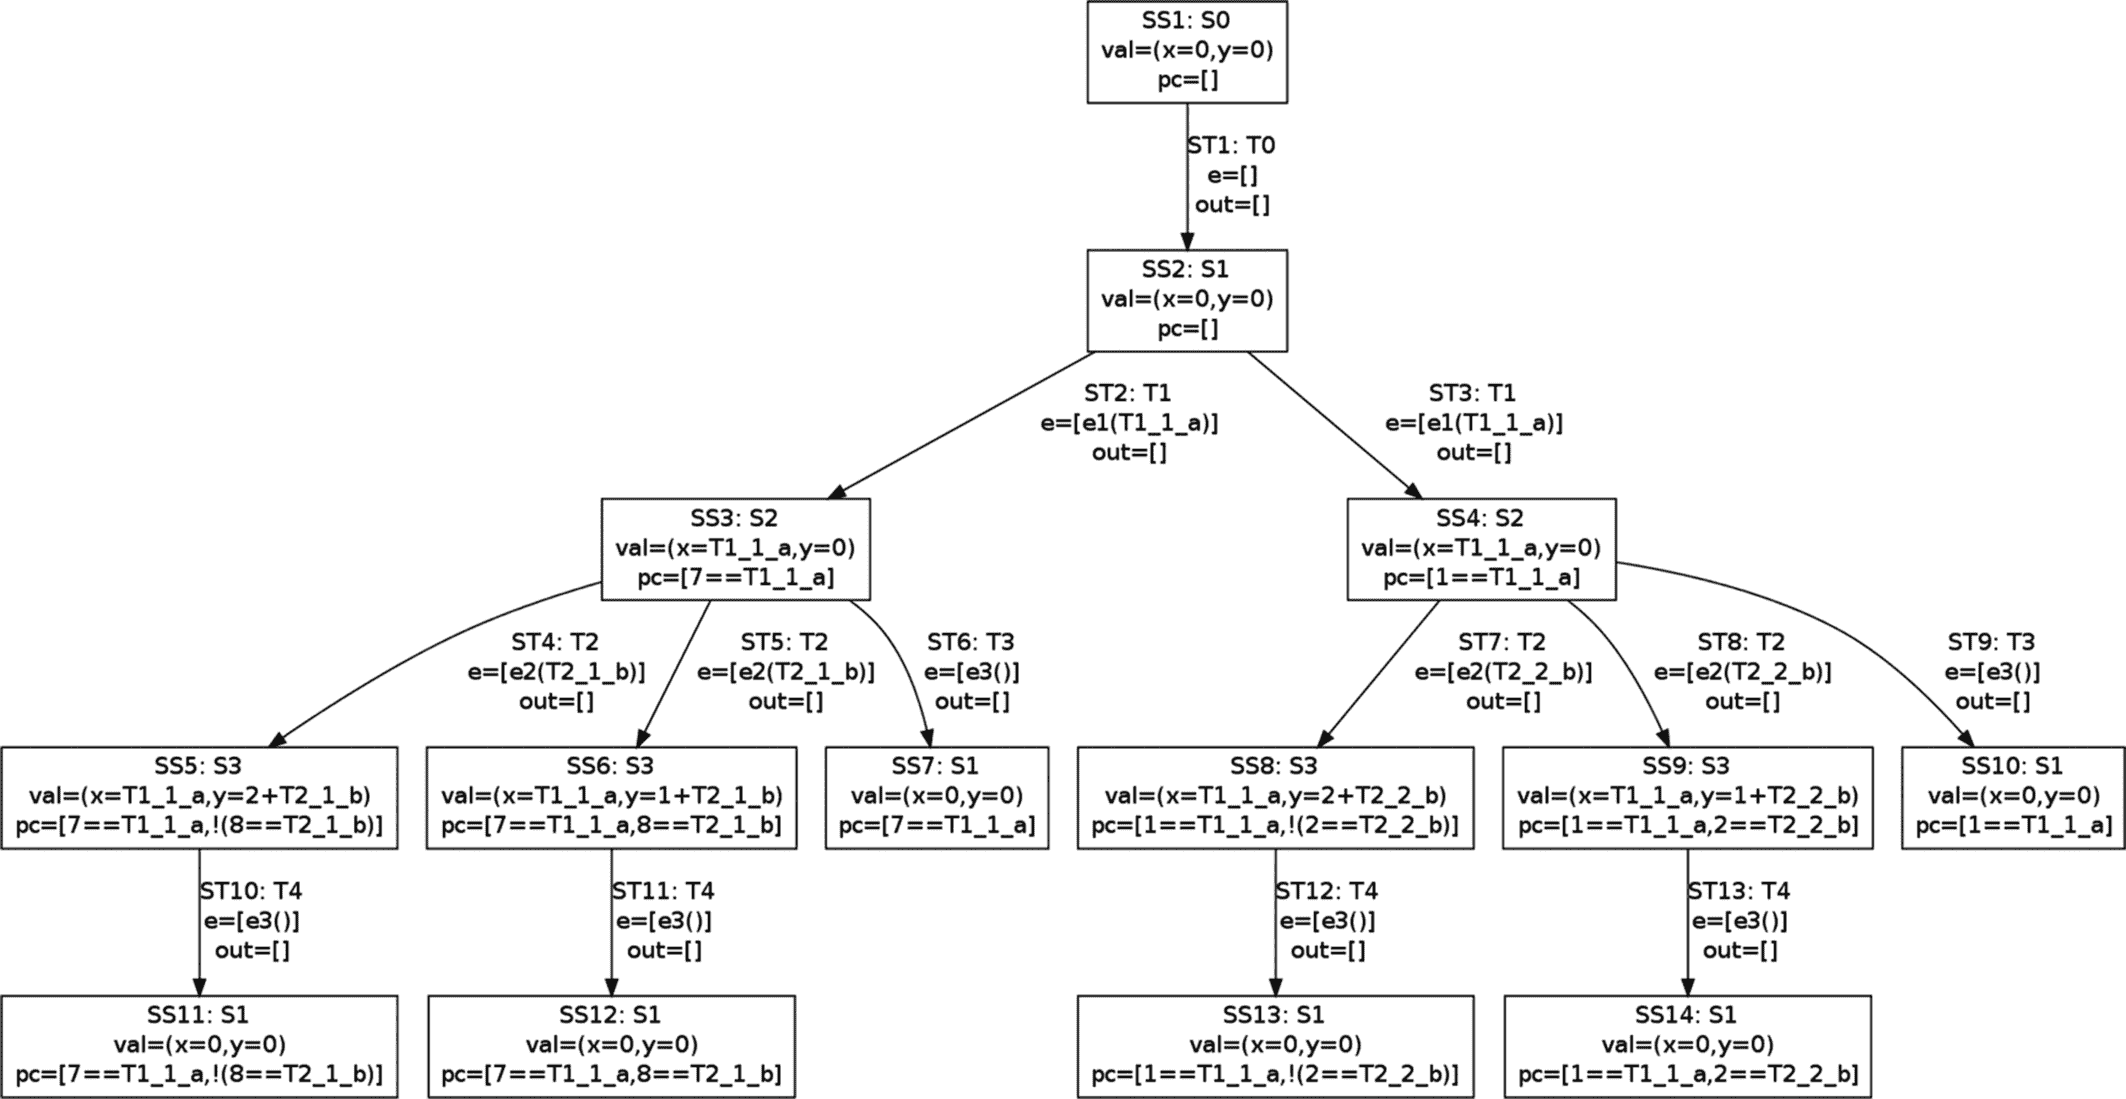 SS1: S0
val=(x=0,y=0)
pc=[]
ST1: T0
e=[]
out=[]
SS2: S1
val=(x=0,y=0)
pc=[]
ST2: T1
e=[e1(T1_1_a)]
out=[]
ST3: T1
e=[e1(T1_1_a)]
out=[]
SS3: S2
val=(x=T1_1_a,y=0)
pc=[7==T1_1_a]
SS4: S2
val=(x=T1_1_a,y=0)
pc=[1==T1_1_a]
ST4: T2
e=[e2(T2_1_b)]
out=[]
ST5: T2
e=[e2(T2_1_b)]
out=[]
ST6: T3
e=[e3()]
out=[]
ST7: T2
e=[e2(T2_2_b)]
out=[]
ST8: T2
e=[e2(T2_2_b)]
out=[]
ST9: T3
e=[e3()]
out=[]
SS5: S3
val=(x=T1_1_a,y=2+T2_1_b)
pc=[7==T1_1_a,!(8==T2_1_b)]
SS6: S3
val=(x=T1_1_a,y=1+T2_1_b)
pc=[7==T1_1_a,8==T2_1_b]
SS7: S1
val=(x=0,y=0)
pc=[7==T1_1_a]
SS8: S3
val=(x=T1_1_a,y=2+T2_2_b)
pc=[1==T1_1_a,!(2==T2_2_b)]
SS9: S3
val=(x=T1_1_a,y=1+T2_2_b)
pc=[1==T1_1_a,2==T2_2_b]
SS10: S1
val=(x=0,y=0)
pc=[1==T1_1_a]
ST10: T4
e=[e3()]
out=[]
ST11: T4
e=[e3()]
out=[]
ST12: T4
e=[e3()]
out=[]
ST13: T4
e=[e3()]
out=[]
SS11: S1
val=(x=0,y=0)
pc=[7==T1_1_a,!(8==T2_1_b)]
SS12: S1
val=(x=0,y=0)
pc=[7==T1_1_a,8==T2_1_b]
SS13: S1
val=(x=0,y=0)
pc=[1==T1_1_a,!(2==T2_2_b)]
SS14: S1
val=(x=0,y=0)
pc=[1==T1_1_a,2==T2_2_b]